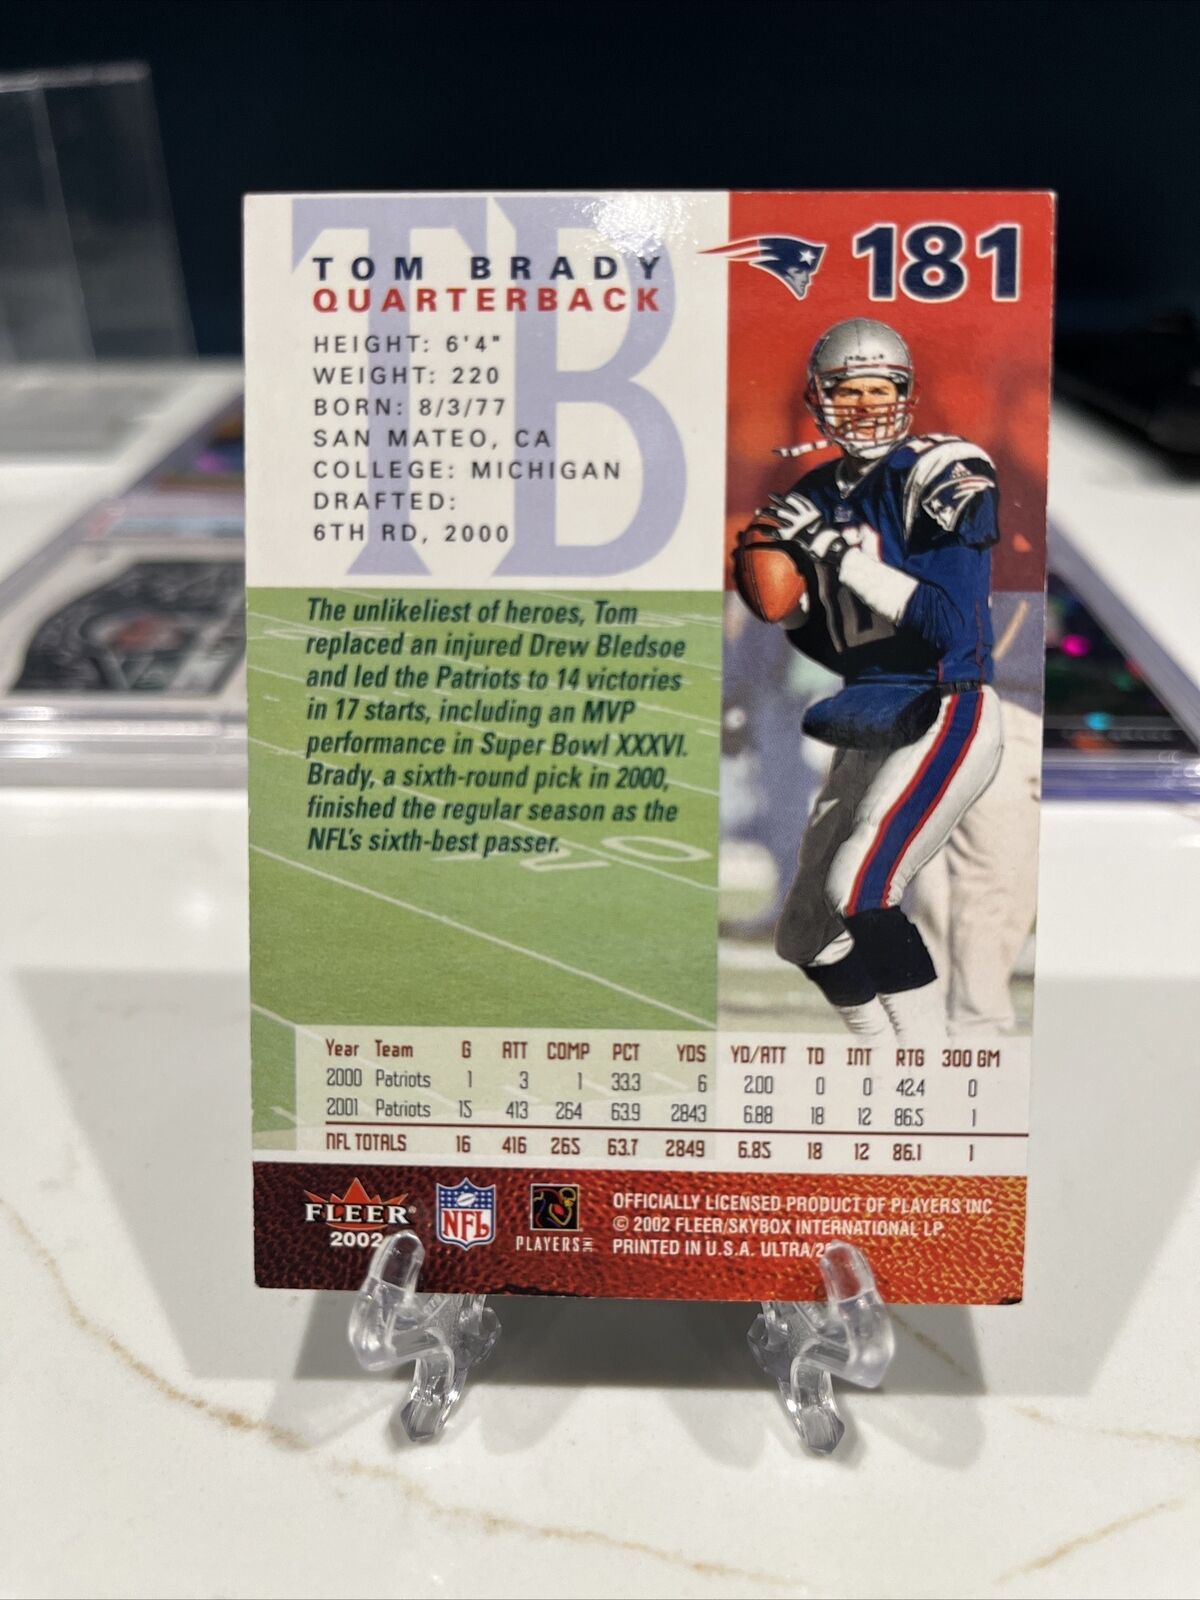 181
TOM BRADY
QUARTERBACK
HEIGHT: 6'4"
WEIGHT: 220
BORN: 8/3/77
SAN MATEO, CA
COLLEGE: MICHIGAN
DRAFTED:
6TH RD, 2000
TB
The unlikeliest of heroes, Tom
replaced an injured Drew Bledsoe
and led the Patriots to 14 victories
in 17 starts, including an MVP
performance in Super Bowl XXXVI.
Brady, a sixth-round pick in 2000,
finished the regular season as the
NFL's sixth-best passer.
Year Team G ATT COMP PCT YDS YD/ATT TD INT RTG 300 GM
2000 Patriots 1 3 1 33.3 6 2.00 0 0 42.4 0
2001 Patriots 15 413 264 63.9 2843 6.88 18 12 86.5 1
NFL TOTALS 16 416 265 63.7 2849 6.85 18 12 86.1 1
FLEER®
2002
NFL
PLAYERS INC
OFFICIALLY LICENSED PRODUCT OF PLAYERS INC
© 2002 FLEER/SKYBOX INTERNATIONAL LP.
PRINTED IN U.S.A. ULTRA/